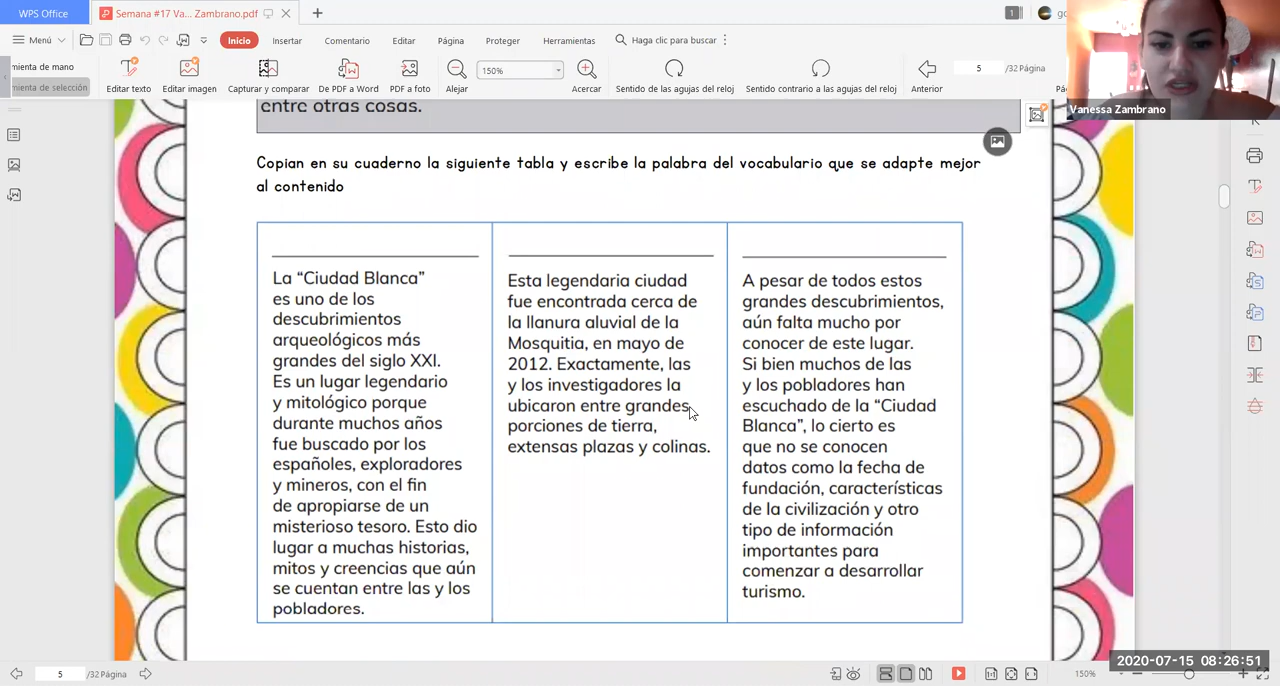 WPS Office
Semana #17 Va... Zambrano.pdf
1
Menú
Inicio
Insertar
Comentario
Editar
Página
Proteger
Herramientas
Haga clic para buscar
mienta de mano
mienta de selección
Editar texto
Editar imagen
Capturar y comparar
De PDF a Word
PDF a foto
Alejar
150%
Acercar
Sentido de las agujas del reloj
Sentido contrario a las agujas del reloj
Anterior
5
/32 Página
Vanessa Zambrano
entre otras cosas.
Copian en su cuaderno la siguiente tabla y escribe la palabra del vocabulario que se adapte mejor
al contenido
La “Ciudad Blanca”
es uno de los
descubrimientos
arqueológicos más
grandes del siglo XXI.
Es un lugar legendario
y mitológico porque
durante muchos años
fue buscado por los
españoles, exploradores
y mineros, con el fin
de apropiarse de un
misterioso tesoro. Esto dio
lugar a muchas historias,
mitos y creencias que aún
se cuentan entre las y los
pobladores.
Esta legendaria ciudad
fue encontrada cerca de
la llanura aluvial de la
Mosquitia, en mayo de
2012. Exactamente, las
y los investigadores la
ubicaron entre grandes
porciones de tierra,
extensas plazas y colinas.
A pesar de todos estos
grandes descubrimientos,
aún falta mucho por
conocer de este lugar.
Si bien muchos de las
y los pobladores han
escuchado de la “Ciudad
Blanca”, lo cierto es
que no se conocen
datos como la fecha de
fundación, características
de la civilización y otro
tipo de información
importantes para
comenzar a desarrollar
turismo.
5
/32 Página
150%
2020-07-15 08:26:51